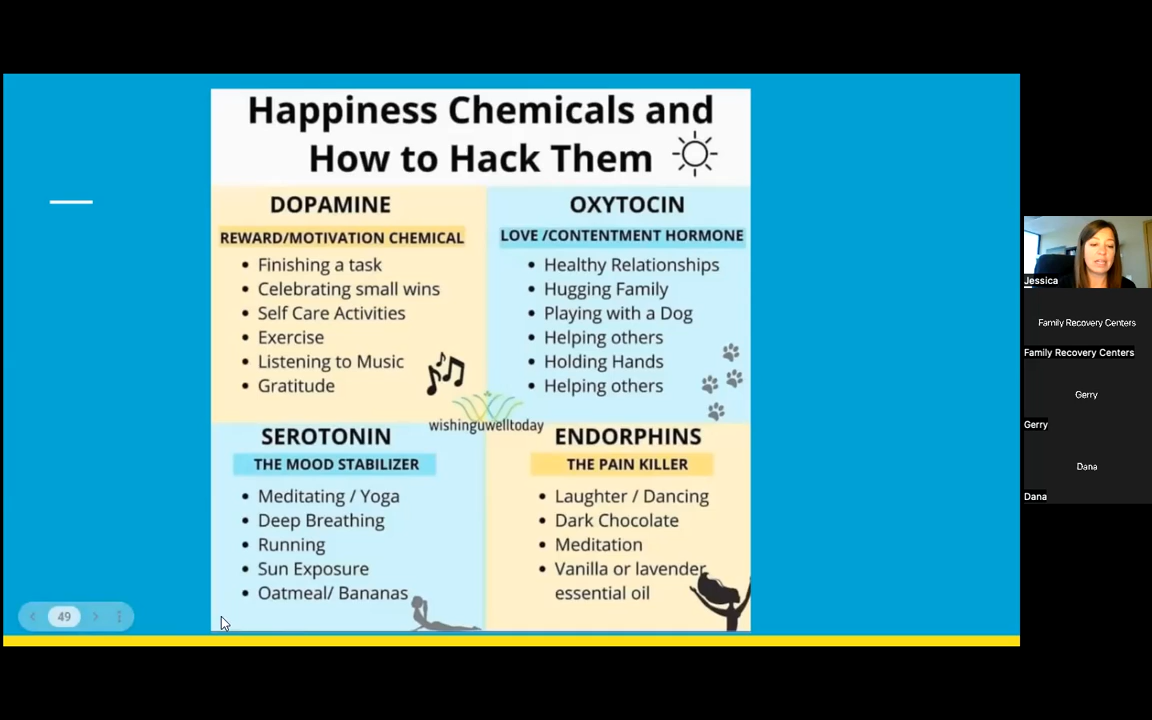 Happiness Chemicals and
How to Hack Them
DOPAMINE
REWARD/MOTIVATION CHEMICAL
• Finishing a task
• Celebrating small wins
• Self Care Activities
• Exercise
• Listening to Music
• Gratitude
OXYTOCIN
LOVE /CONTENTMENT HORMONE
• Healthy Relationships
• Hugging Family
• Playing with a Dog
• Helping others
• Holding Hands
• Helping others
wishinguwelltoday
SEROTONIN
THE MOOD STABILIZER
• Meditating / Yoga
• Deep Breathing
• Running
• Sun Exposure
• Oatmeal/ Bananas
ENDORPHINS
THE PAIN KILLER
• Laughter / Dancing
• Dark Chocolate
• Meditation
• Vanilla or lavender
essential oil
49
Jessica
Family Recovery Centers
Family Recovery Centers
Gerry
Gerry
Dana
Dana